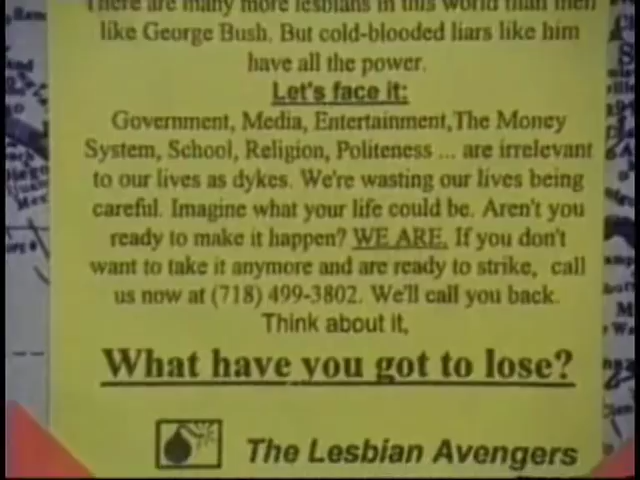 There are many more lesbians in this world than men
like George Bush. But cold-blooded liars like him
have all the power.
Let's face it:
Government, Media, Entertainment,The Money
System, School, Religion, Politeness ... are irrelevant
to our lives as dykes. We're wasting our lives being
careful. Imagine what your life could be. Aren't you
ready to make it happen? WE ARE. If you don't
want to take it anymore and are ready to strike, call
us now at (718) 499-3802. We'll call you back.
Think about it,
What have you got to lose?
The Lesbian Avengers